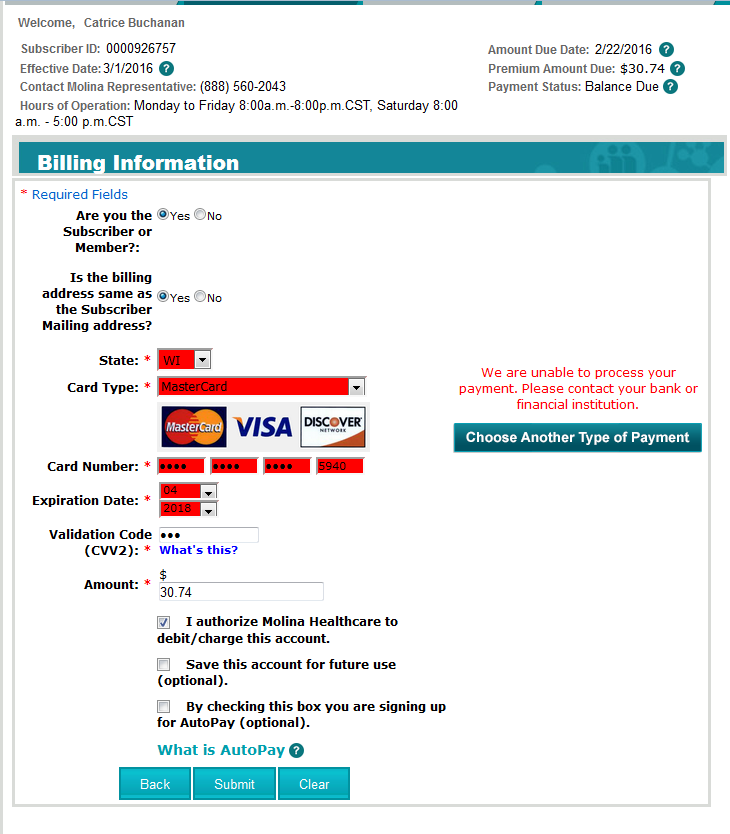 Welcome, Catrice Buchanan
Subscriber ID: 0000926757
Effective Date: 3/1/2016 ?
Contact Molina Representative: (888) 560-2043
Hours of Operation: Monday to Friday 8:00a.m.-8:00p.m.CST, Saturday 8:00
a.m. - 5:00 p.m.CST
Amount Due Date: 2/22/2016 ?
Premium Amount Due: $30.74 ?
Payment Status: Balance Due ?
Billing Information
* Required Fields
Are you the
Subscriber or
Member?:
Yes No
Is the billing
address same as
the Subscriber
Mailing address?
Yes No
State: * WI
Card Type: * MasterCard
MasterCard VISA DISCOVER
NETWORK
Card Number: * •••• •••• •••• 5940
Expiration Date: * 04
2018
Validation Code
(CVV2): *
•••
What's this?
Amount: * $
30.74
I authorize Molina Healthcare to
debit/charge this account.
Save this account for future use
(optional).
By checking this box you are signing up
for AutoPay (optional).
What is AutoPay ?
Back Submit Clear
We are unable to process your
payment. Please contact your bank or
financial institution.
Choose Another Type of Payment